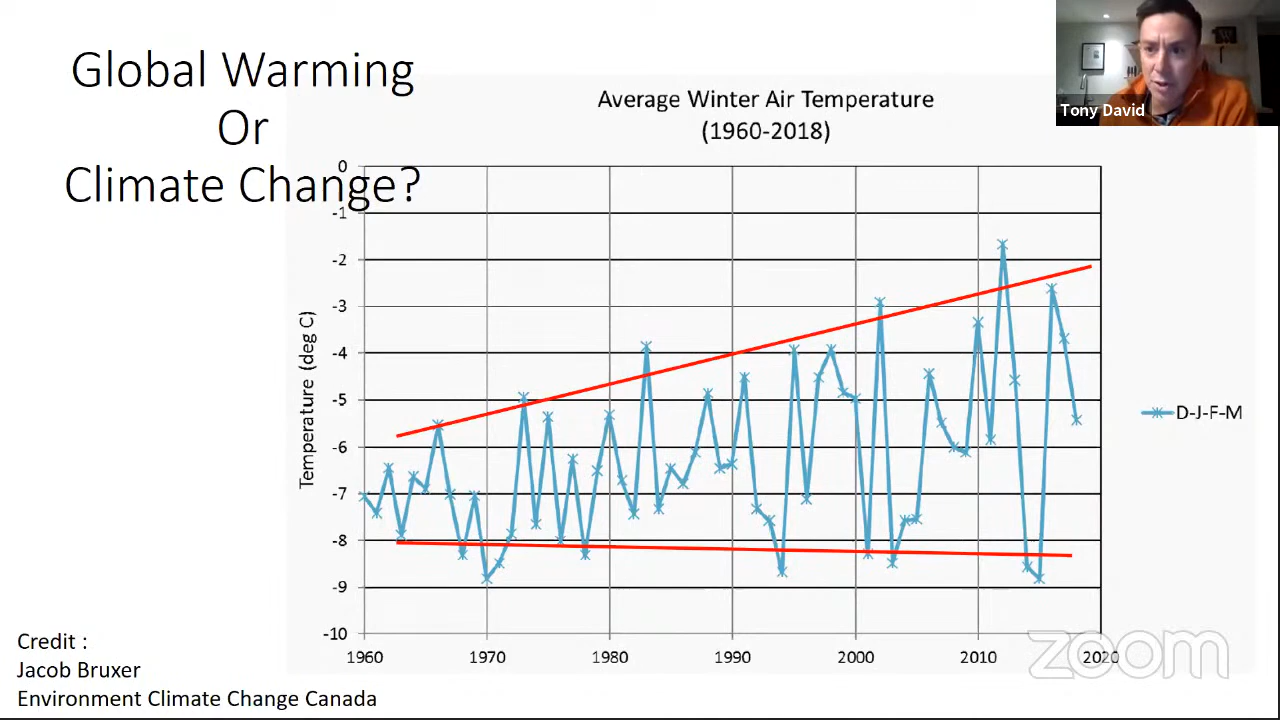 Global Warming
Or
Climate Change?
Tony David
Average Winter Air Temperature
(1960-2018)
0
-1
-2
-3
-4
-5
-6
-7
-8
-9
-10
Temperature (deg C)
1960
1970
1980
1990
2000
2010
2020
D-J-F-M
Credit :
Jacob Bruxer
Environment Climate Change Canada
zoom